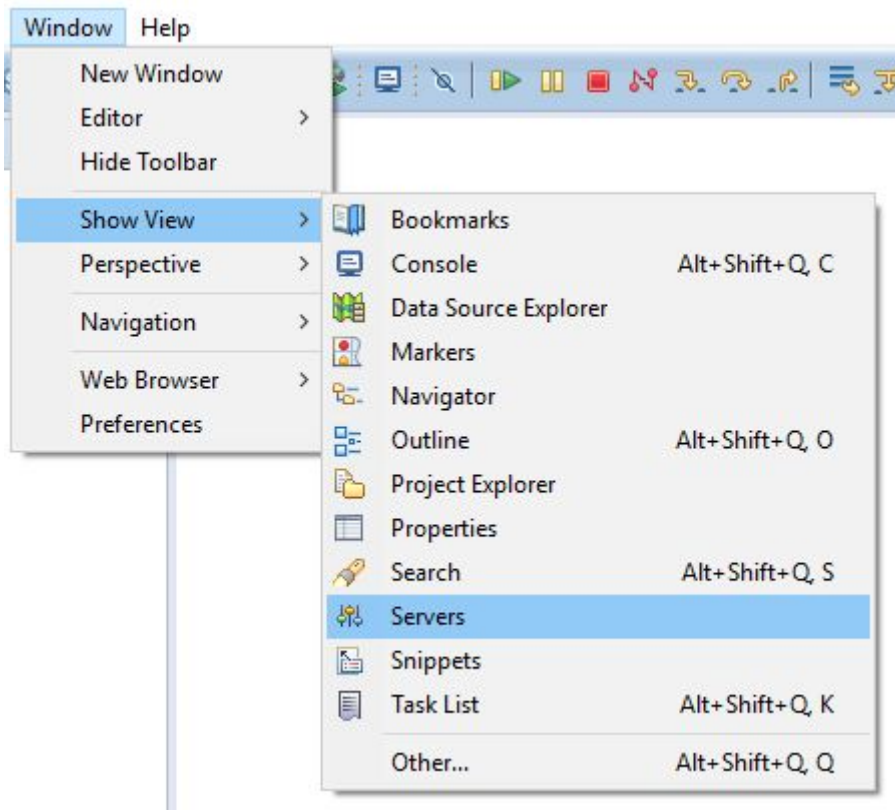 Window Help
New Window
Editor
Hide Toolbar
Show View
Perspective
Navigation
Web Browser
Preferences
Bookmarks
Console Alt+Shift+Q, C
Data Source Explorer
Markers
Navigator
Outline Alt+Shift+Q, O
Project Explorer
Properties
Search Alt+Shift+Q, S
Servers
Snippets
Task List Alt+Shift+Q, K
Other... Alt+Shift+Q, Q